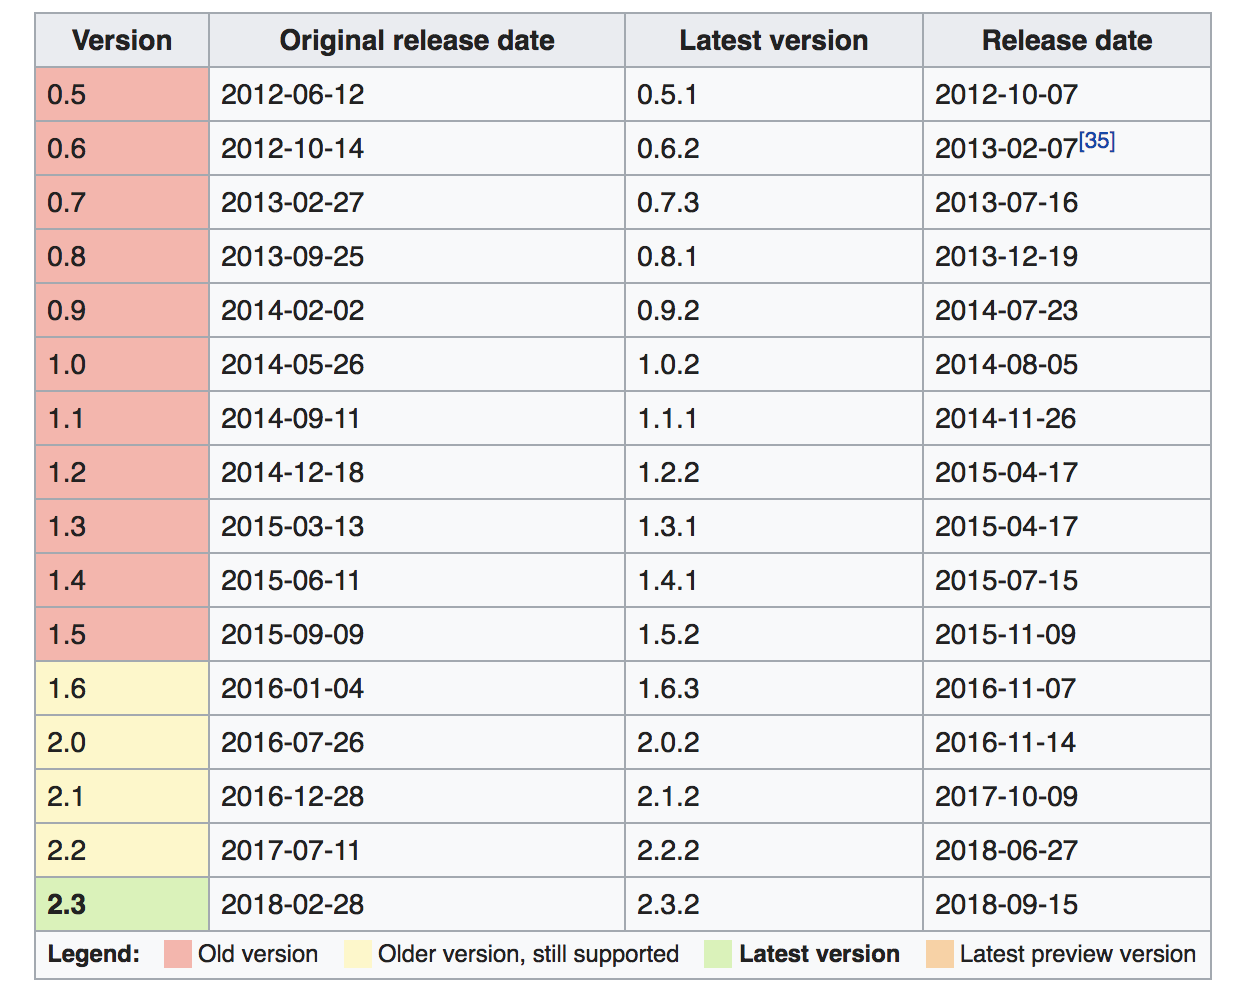 Version Original release date Latest version Release date
0.5 2012-06-12 0.5.1 2012-10-07
0.6 2012-10-14 0.6.2 2013-02-07[35]
0.7 2013-02-27 0.7.3 2013-07-16
0.8 2013-09-25 0.8.1 2013-12-19
0.9 2014-02-02 0.9.2 2014-07-23
1.0 2014-05-26 1.0.2 2014-08-05
1.1 2014-09-11 1.1.1 2014-11-26
1.2 2014-12-18 1.2.2 2015-04-17
1.3 2015-03-13 1.3.1 2015-04-17
1.4 2015-06-11 1.4.1 2015-07-15
1.5 2015-09-09 1.5.2 2015-11-09
1.6 2016-01-04 1.6.3 2016-11-07
2.0 2016-07-26 2.0.2 2016-11-14
2.1 2016-12-28 2.1.2 2017-10-09
2.2 2017-07-11 2.2.2 2018-06-27
2.3 2018-02-28 2.3.2 2018-09-15
Legend: Old version Older version, still supported Latest version Latest preview version